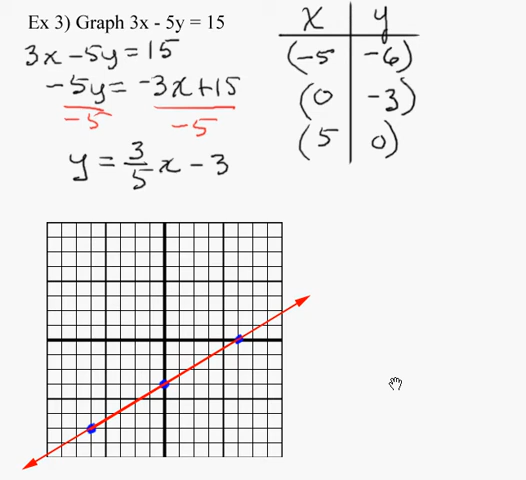 Ex 3) Graph 3x - 5y = 15
3x - 5y = 15
-5y = -3x + 15
-5 -5
y = 3/5 x - 3
x y
(-5 -6)
(0 -3)
(5 0)